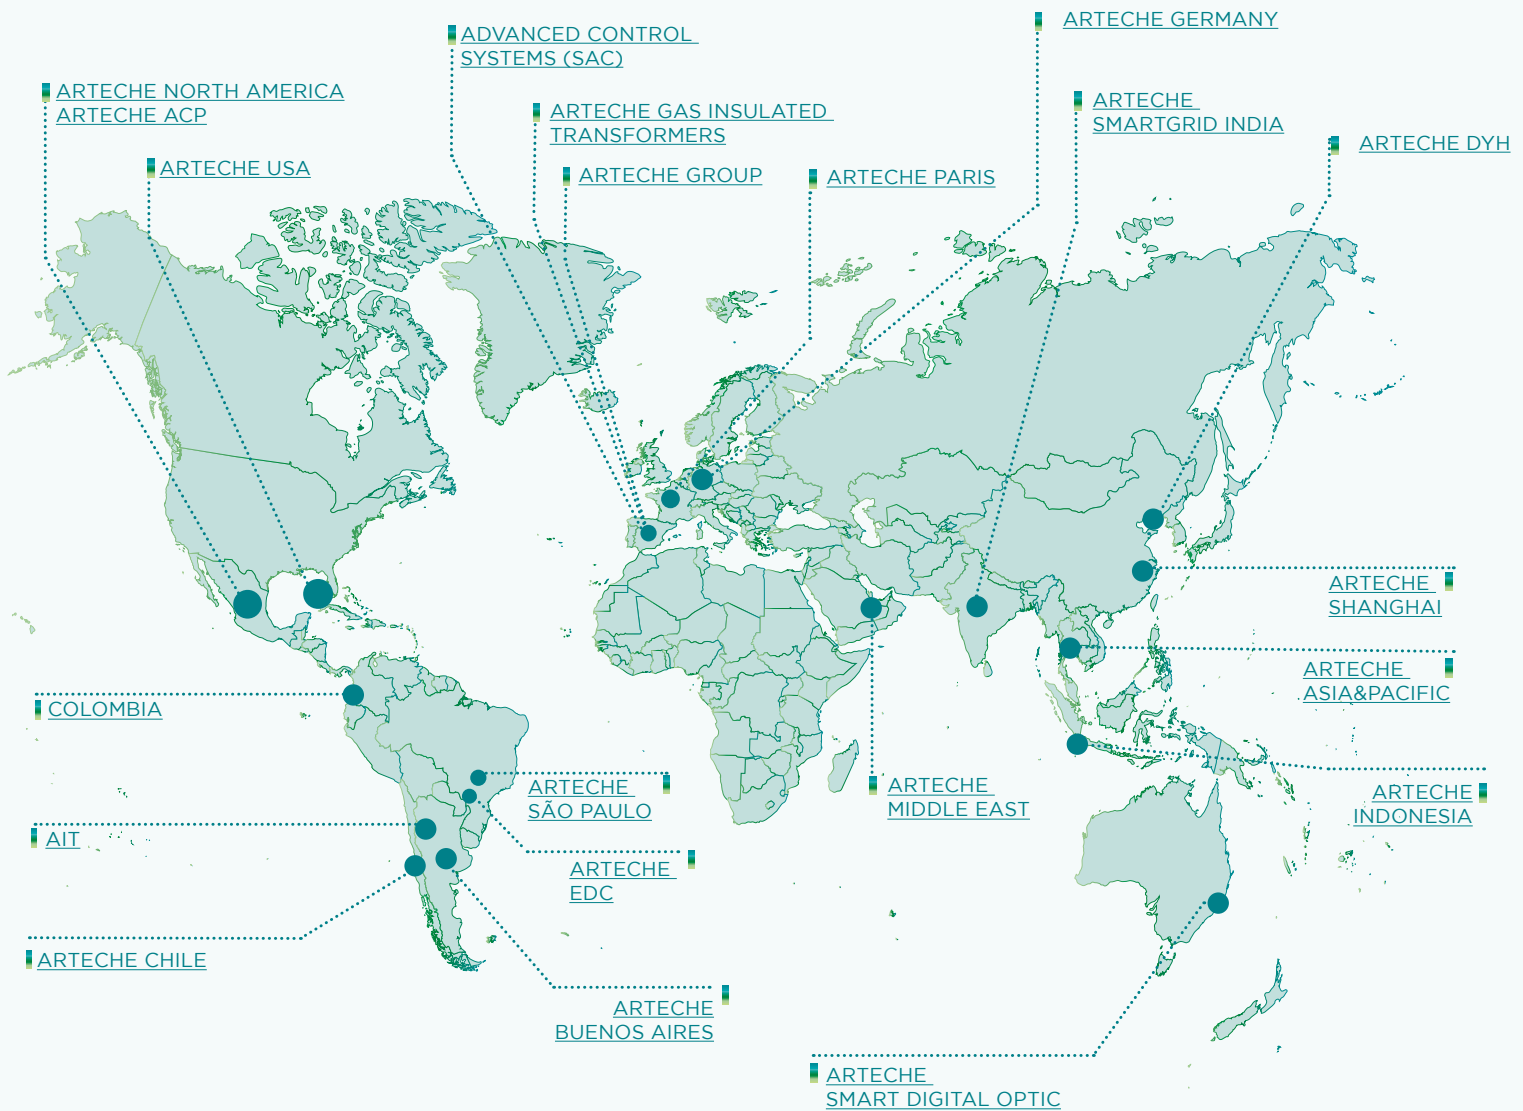 ARTECHE GERMANY
ADVANCED CONTROL
SYSTEMS (SAC)
ARTECHE NORTH AMERICA
ARTECHE ACP
ARTECHE GAS INSULATED
TRANSFORMERS
ARTECHE
SMARTGRID INDIA
ARTECHE DYH
ARTECHE USA
ARTECHE GROUP
ARTECHE PARIS
ARTECHE
SHANGHAI
ARTECHE
ASIA&PACIFIC
COLOMBIA
ARTECHE
SÃO PAULO
ARTECHE
MIDDLE EAST
ARTECHE
INDONESIA
AIT
ARTECHE
EDC
ARTECHE CHILE
ARTECHE
BUENOS AIRES
ARTECHE
SMART DIGITAL OPTIC